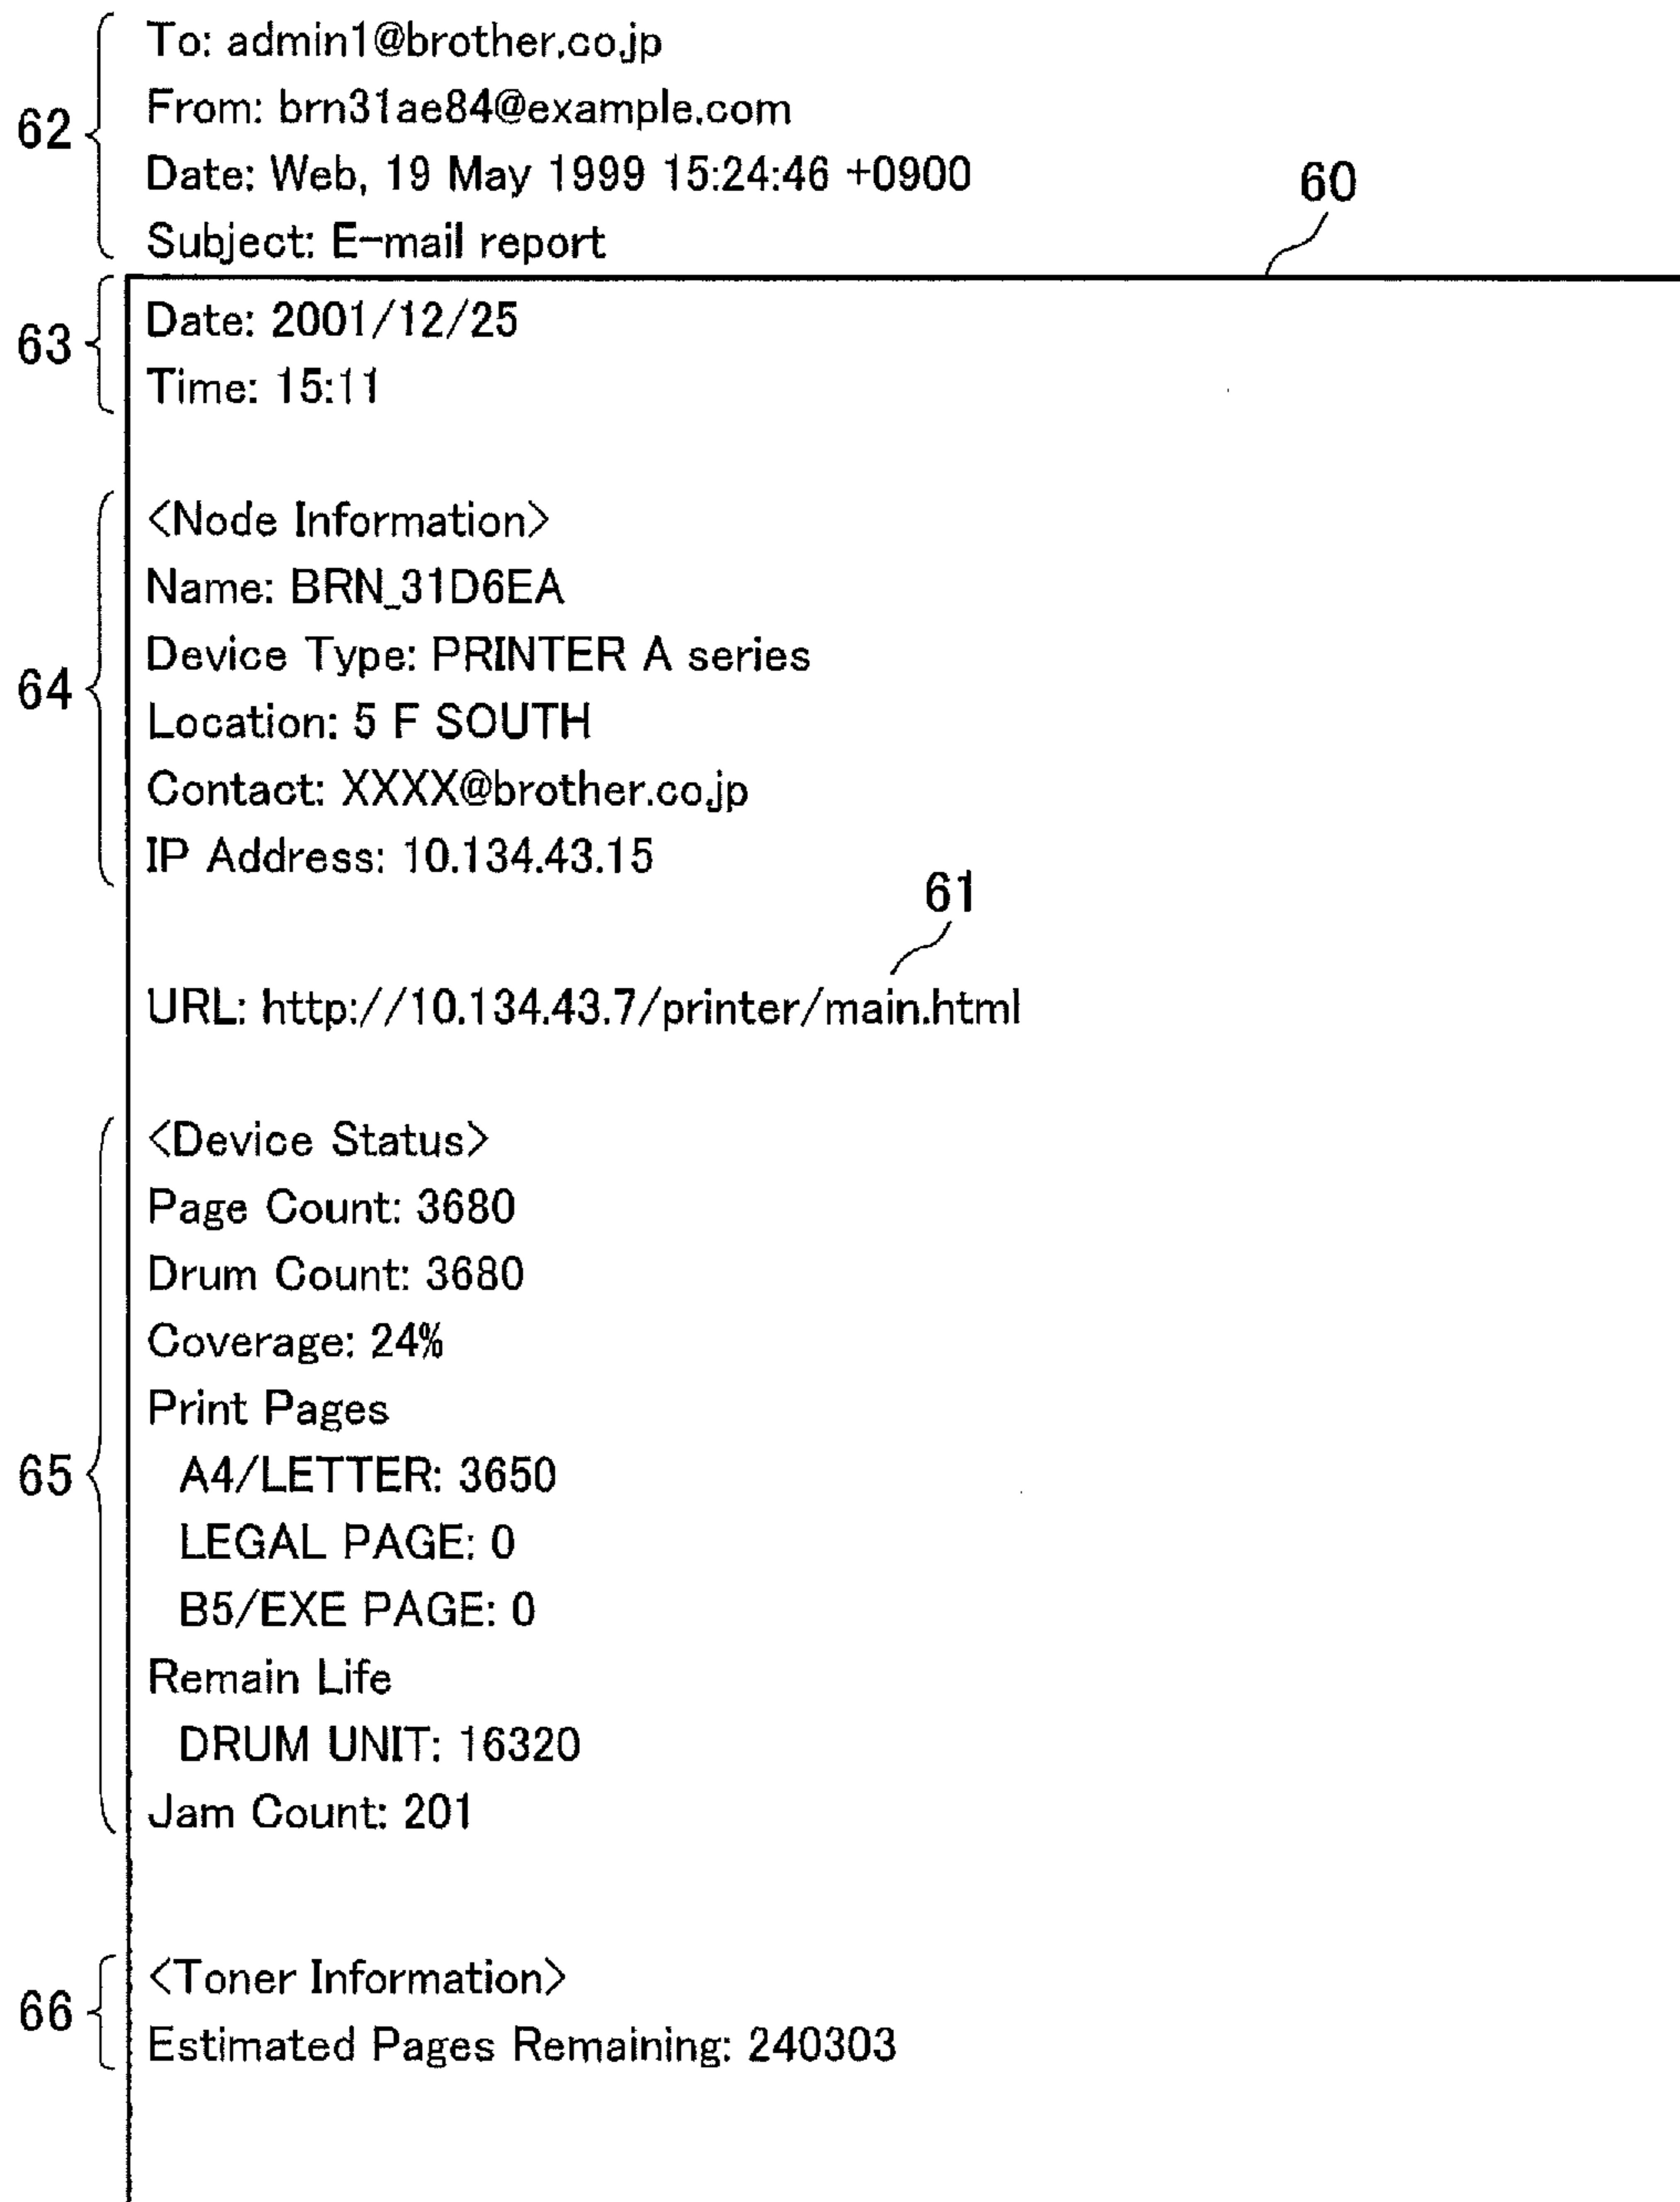 To: admin1@brother.co.jp
From: brn31ae84@example.com
62
Date: Web, 19 May 1999 15:24:46 +0900
60
Subject: E-mail report
63
Date: 2001/12/25
Time: 15:11
<Node Information>
Name: BRN_31D6EA
Device Type: PRINTER A series
64
Location: 5 F SOUTH
Contact: XXXX@brother.co.jp
IP Address: 10.134.43.15
61
URL: http://10.134.43.7/printer/main.html
<Device Status>
Page Count: 3680
Drum Count: 3680
Coverage: 24%
Print Pages
65
A4/LETTER: 3650
LEGAL PAGE: 0
B5/EXE PAGE: 0
Remain Life
DRUM UNIT: 16320
Jam Count: 201
66
<Toner Information>
Estimated Pages Remaining: 240303